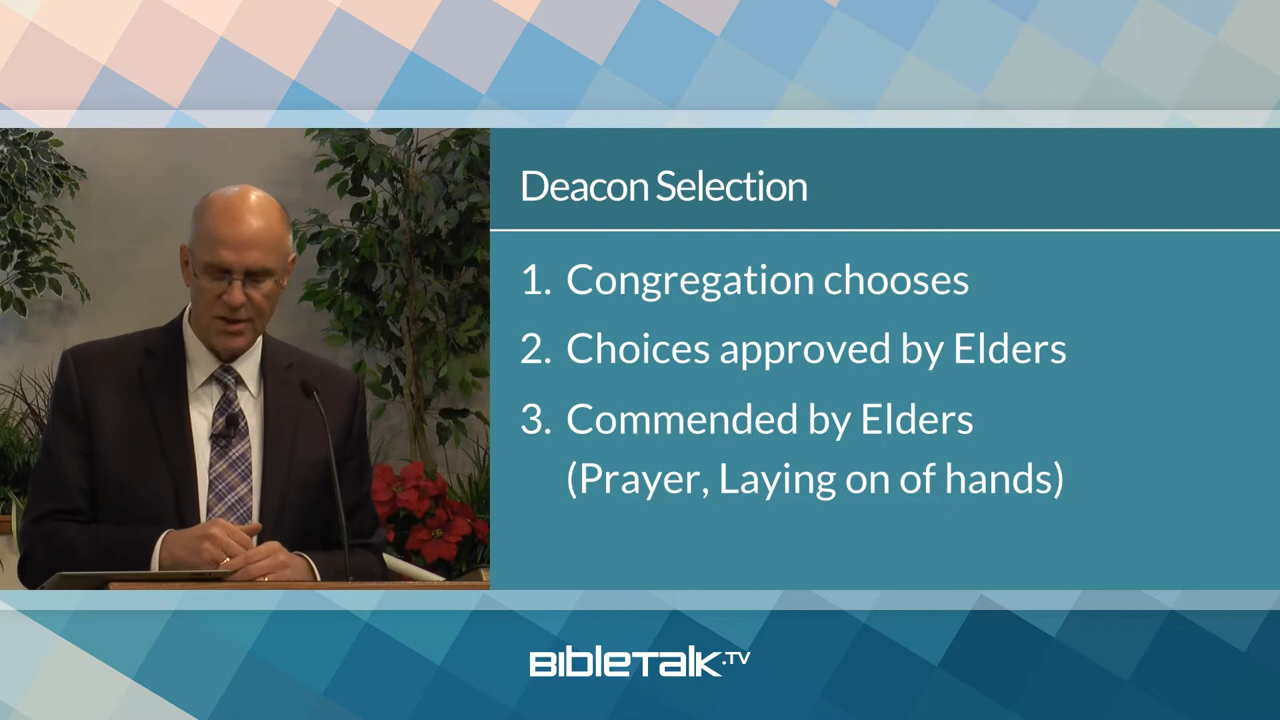 Deacon Selection
1. Congregation chooses
2. Choices approved by Elders
3. Commended by Elders
(Prayer, Laying on of hands)
BIBLETALK.TV